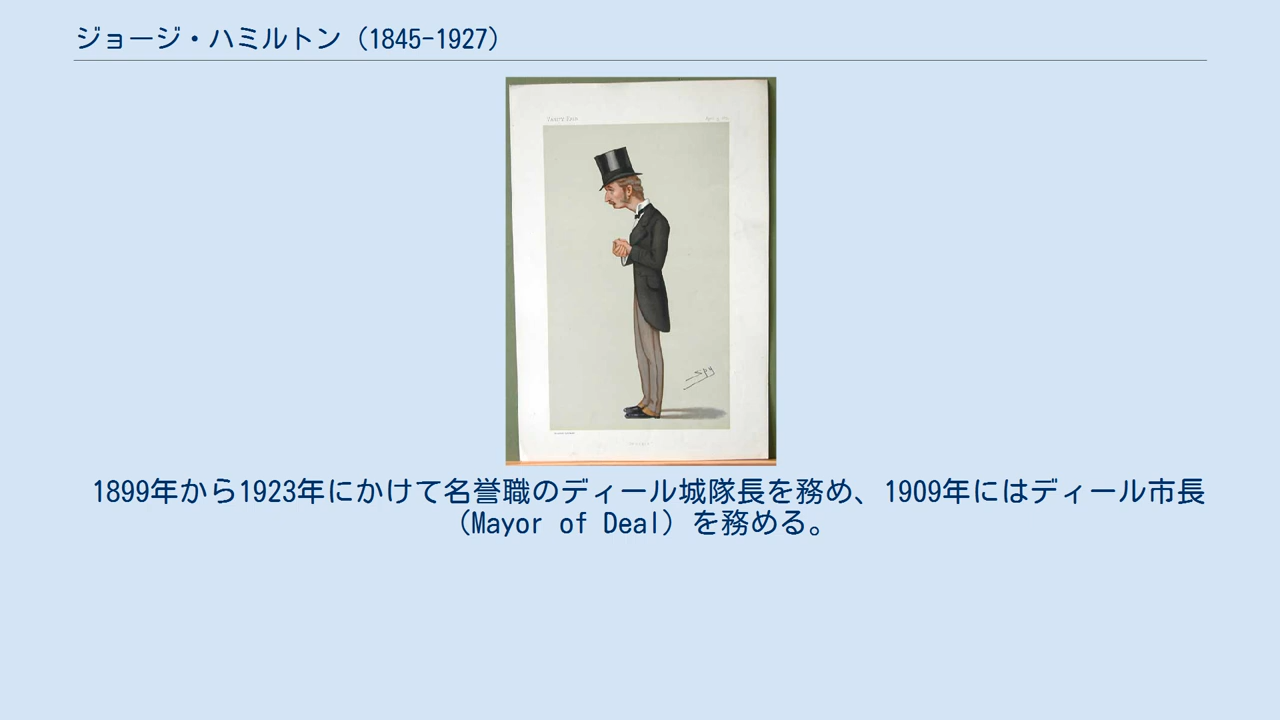 ジョージ・ハミルトン（1845-1927）
Spy
1899年から1923年にかけて名誉職のディール城隊長を務め、1909年にはディール市長
（Mayor of Deal）を務める。